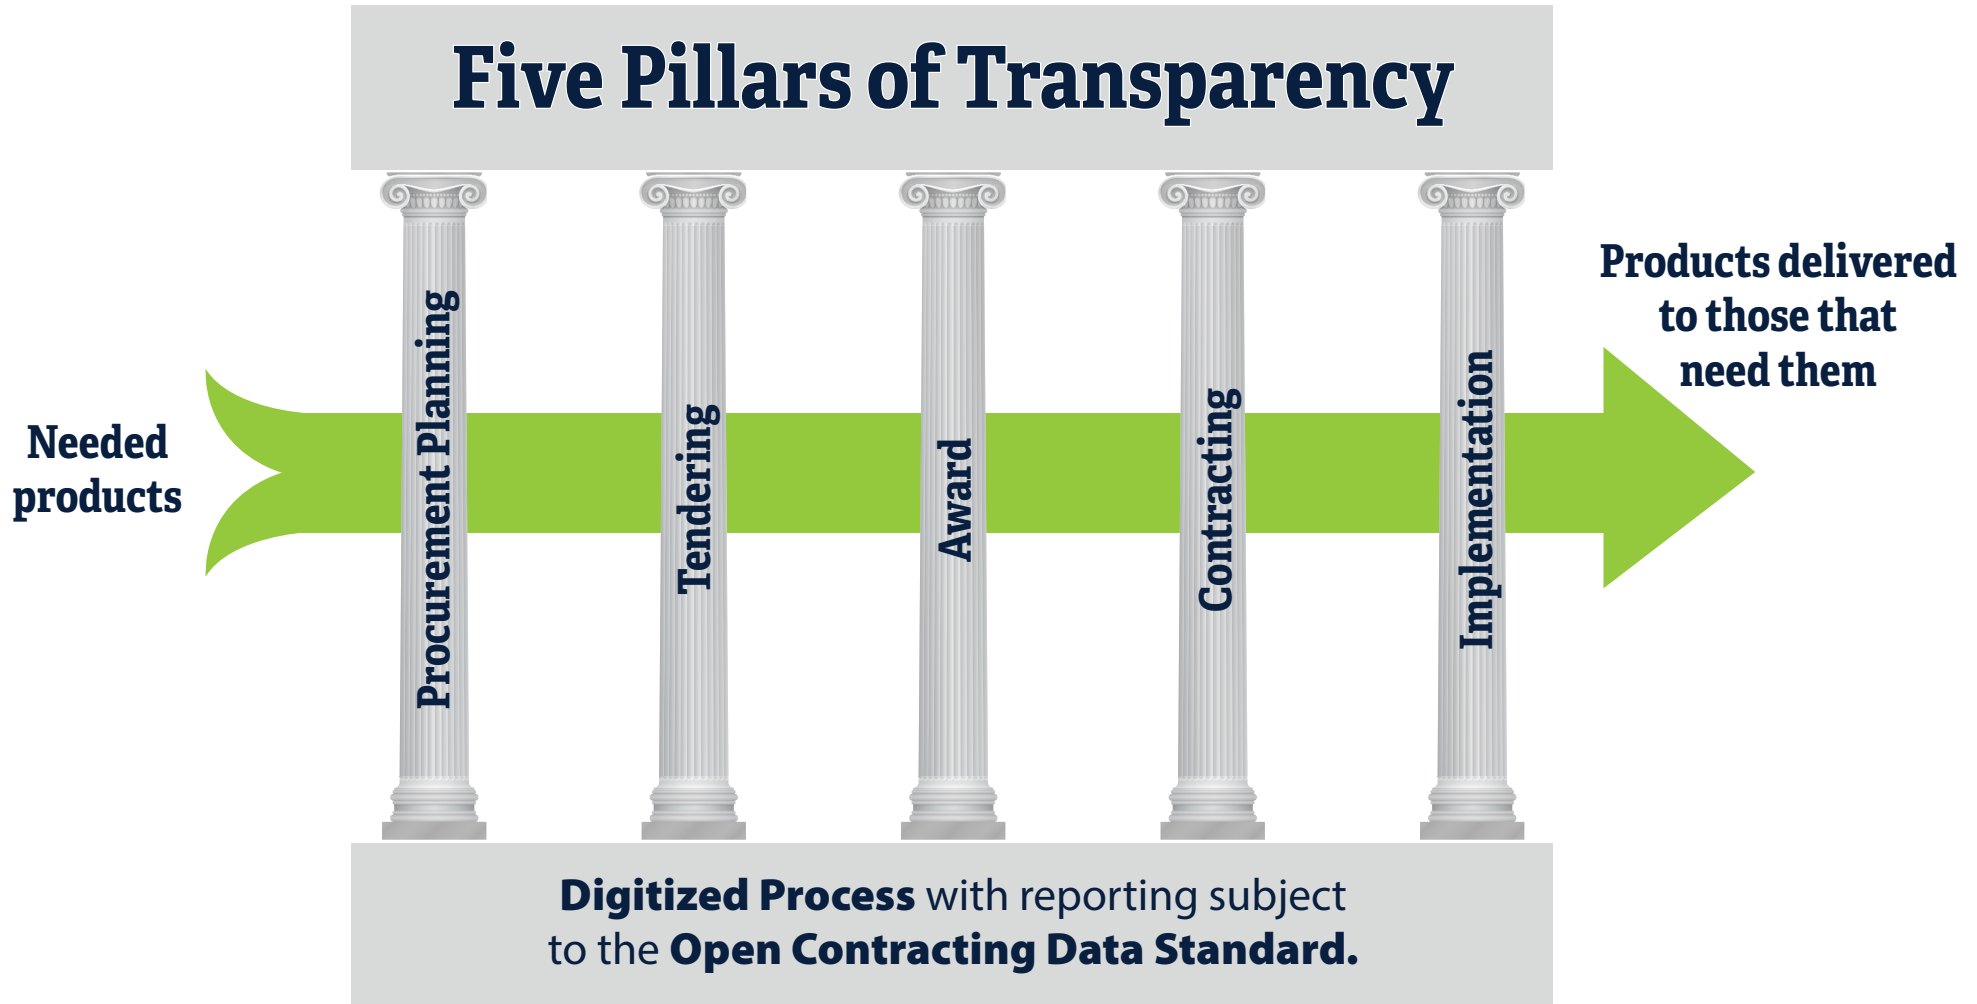 Five Pillars of Transparency
Needed
products
Procurement Planning
Tendering
Award
Contracting
Implementation
Products delivered
to those that
need them
Digitized Process with reporting subject
to the Open Contracting Data Standard.